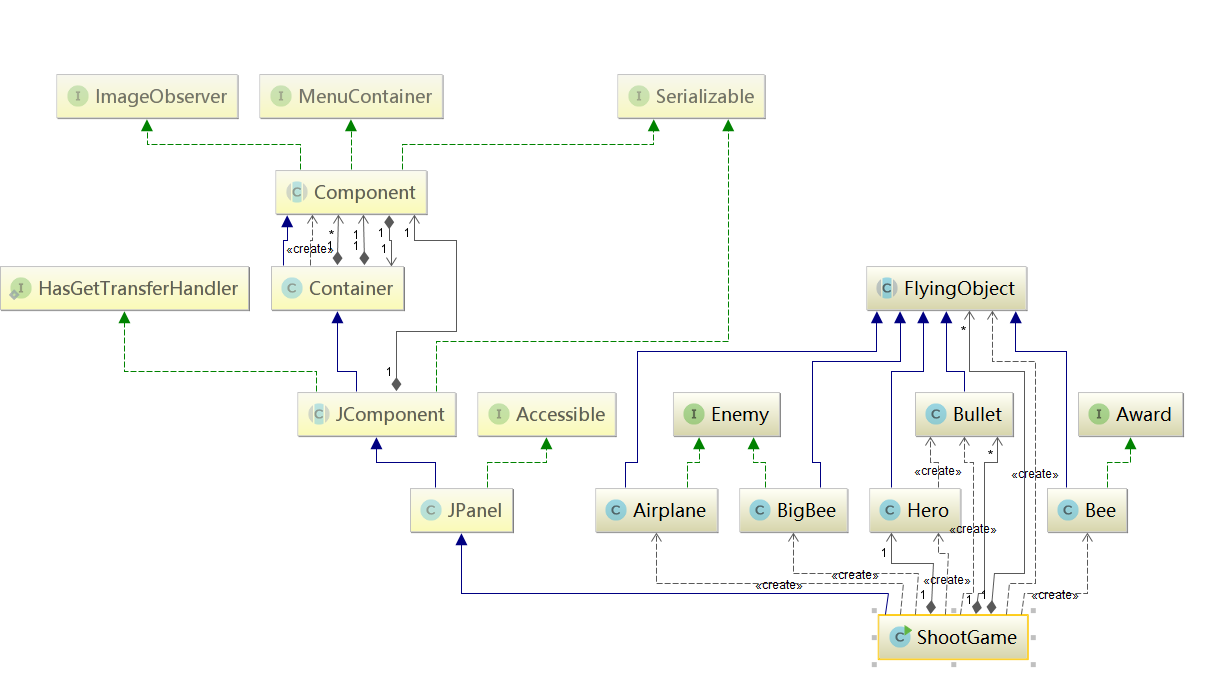 I ImageObserver
I MenuContainer
I Serializable
C Component
*
1
1
1
1
1
1
«create»
I HasGetTransferHandler
C Container
C FlyingObject
*
1
C JComponent
I Accessible
I Enemy
C Bullet
I Award
*
«create»
«create»
C JPanel
C Airplane
C BigBee
C Hero
C Bee
«create»
1
«create»
«create»
«create»
1
1
1
«create»
C ShootGame